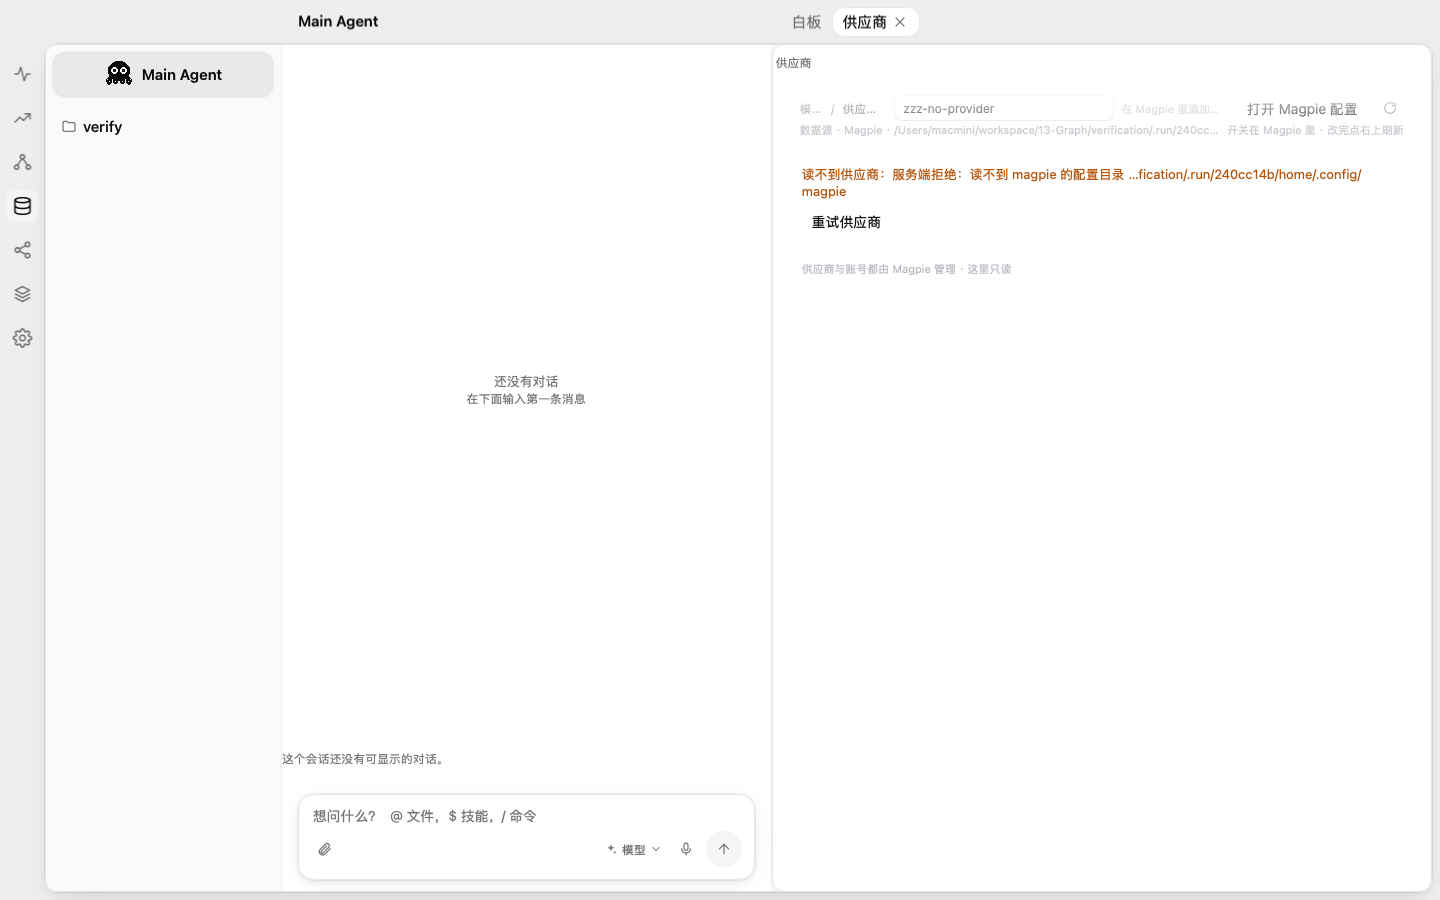 Main Agent
白板
供应商
Main Agent
verify
还没有对话
在下面输入第一条消息
这个会话还没有可显示的对话。
想问什么？ @ 文件，$ 技能，/ 命令
模型
供应商
模... / 供应... zzz-no-provider 在 Magpie 里添加... 打开 Magpie 配置
数据源 · Magpie · /Users/macmini/workspace/13-Graph/verification/.run/240cc... 开关在 Magpie 里 · 改完点右上刷新
读不到供应商：服务端拒绝：读不到 magpie 的配置目录 …fication/.run/240cc14b/home/.config/
magpie
重试供应商
供应商与账号都由 Magpie 管理 · 这里只读